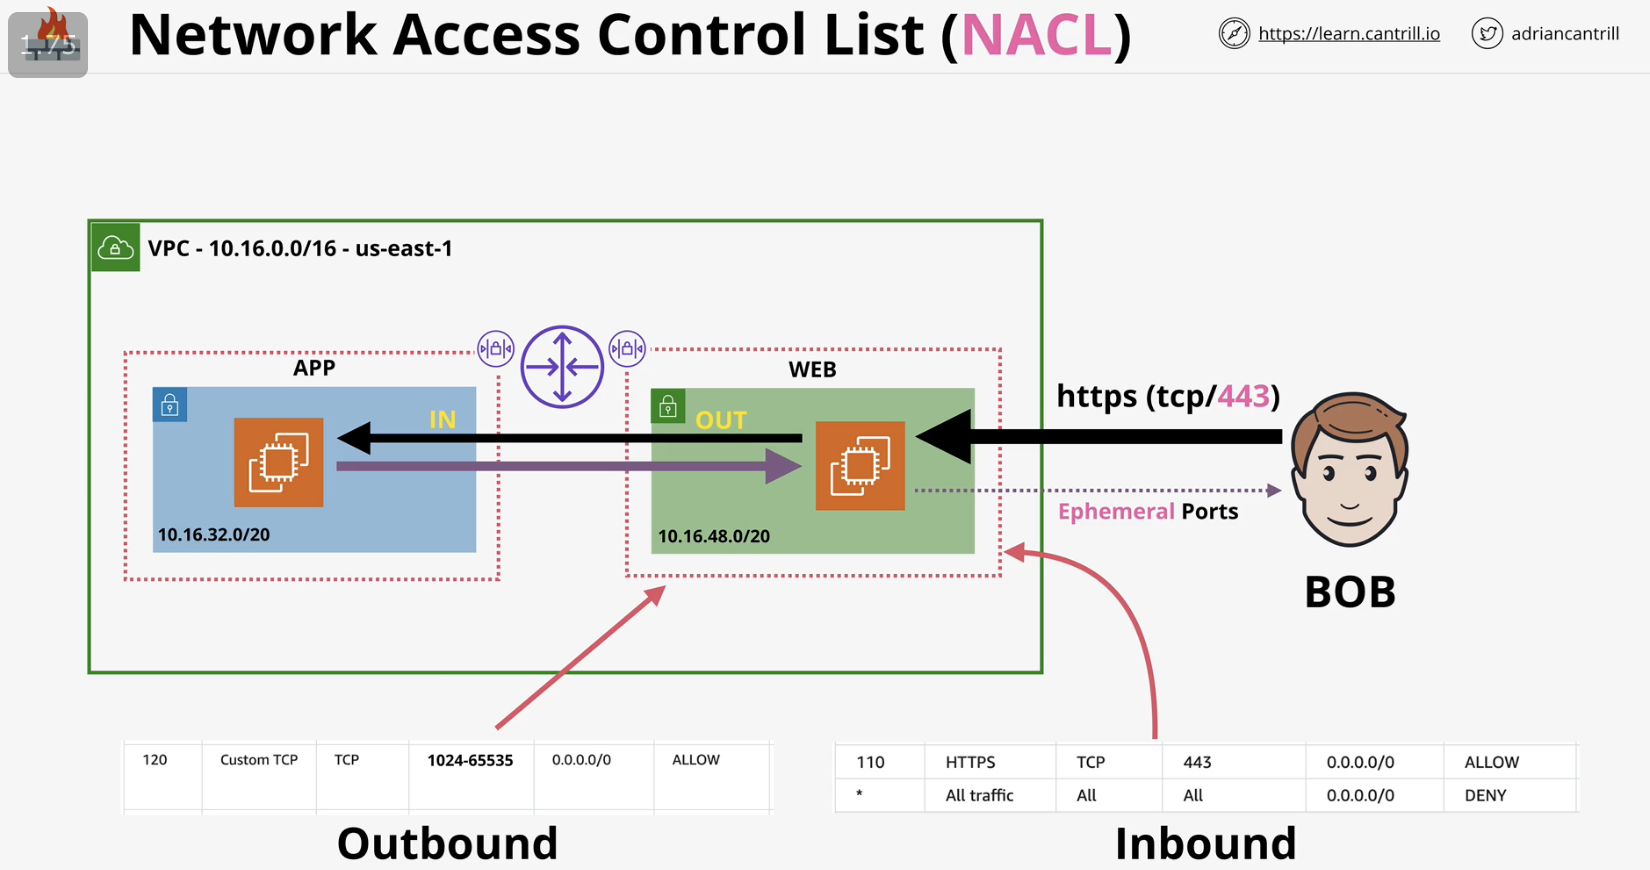 1.75
Network Access Control List (NACL)
https://learn.cantrill.io
adriancantrill
VPC - 10.16.0.0/16 - us-east-1
APP
WEB
IN
OUT
10.16.32.0/20
10.16.48.0/20
https (tcp/443)
Ephemeral Ports
BOB
120 Custom TCP TCP 1024-65535 0.0.0.0/0 ALLOW
Outbound
110 HTTPS TCP 443 0.0.0.0/0 ALLOW
* All traffic All All 0.0.0.0/0 DENY
Inbound